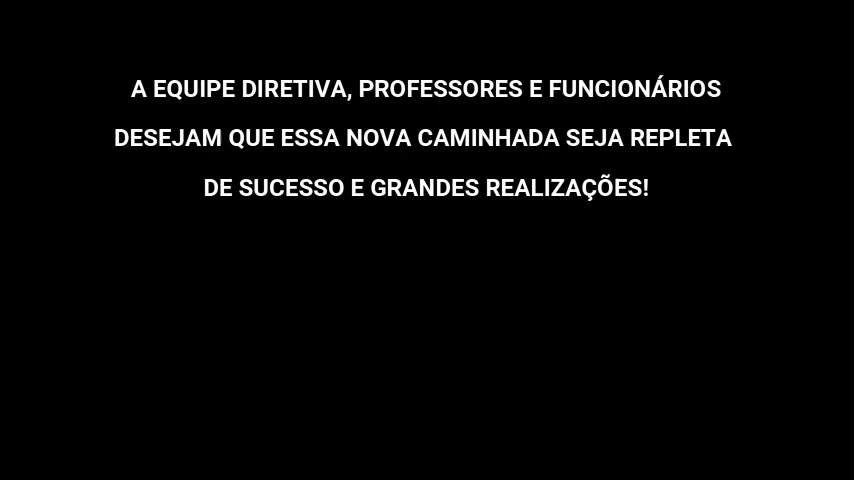 A EQUIPE DIRETIVA, PROFESSORES E FUNCIONÁRIOS
DESEJAM QUE ESSA NOVA CAMINHADA SEJA REPLETA
DE SUCESSO E GRANDES REALIZAÇÕES!